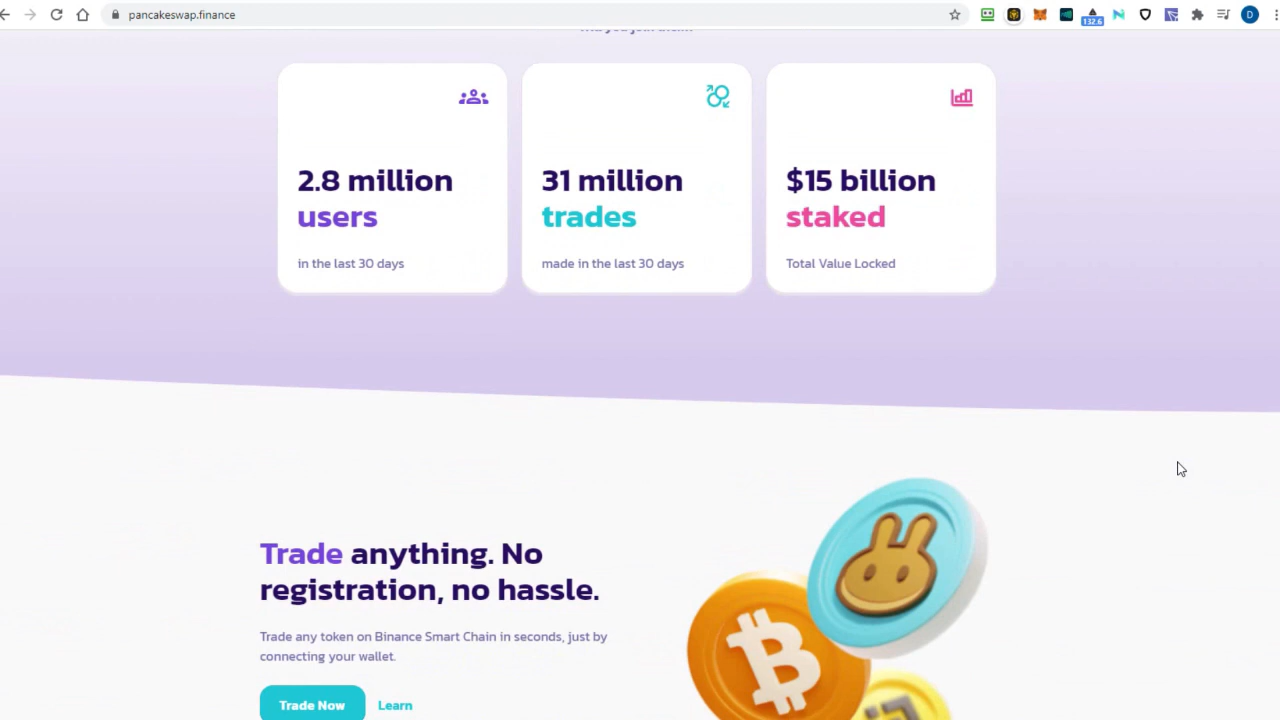 pancakeswap.finance
132.6
D
2.8 million
users
in the last 30 days
31 million
trades
made in the last 30 days
$15 billion
staked
Total Value Locked
Trade anything. No
registration, no hassle.
Trade any token on Binance Smart Chain in seconds, just by
connecting your wallet.
Trade Now
Learn